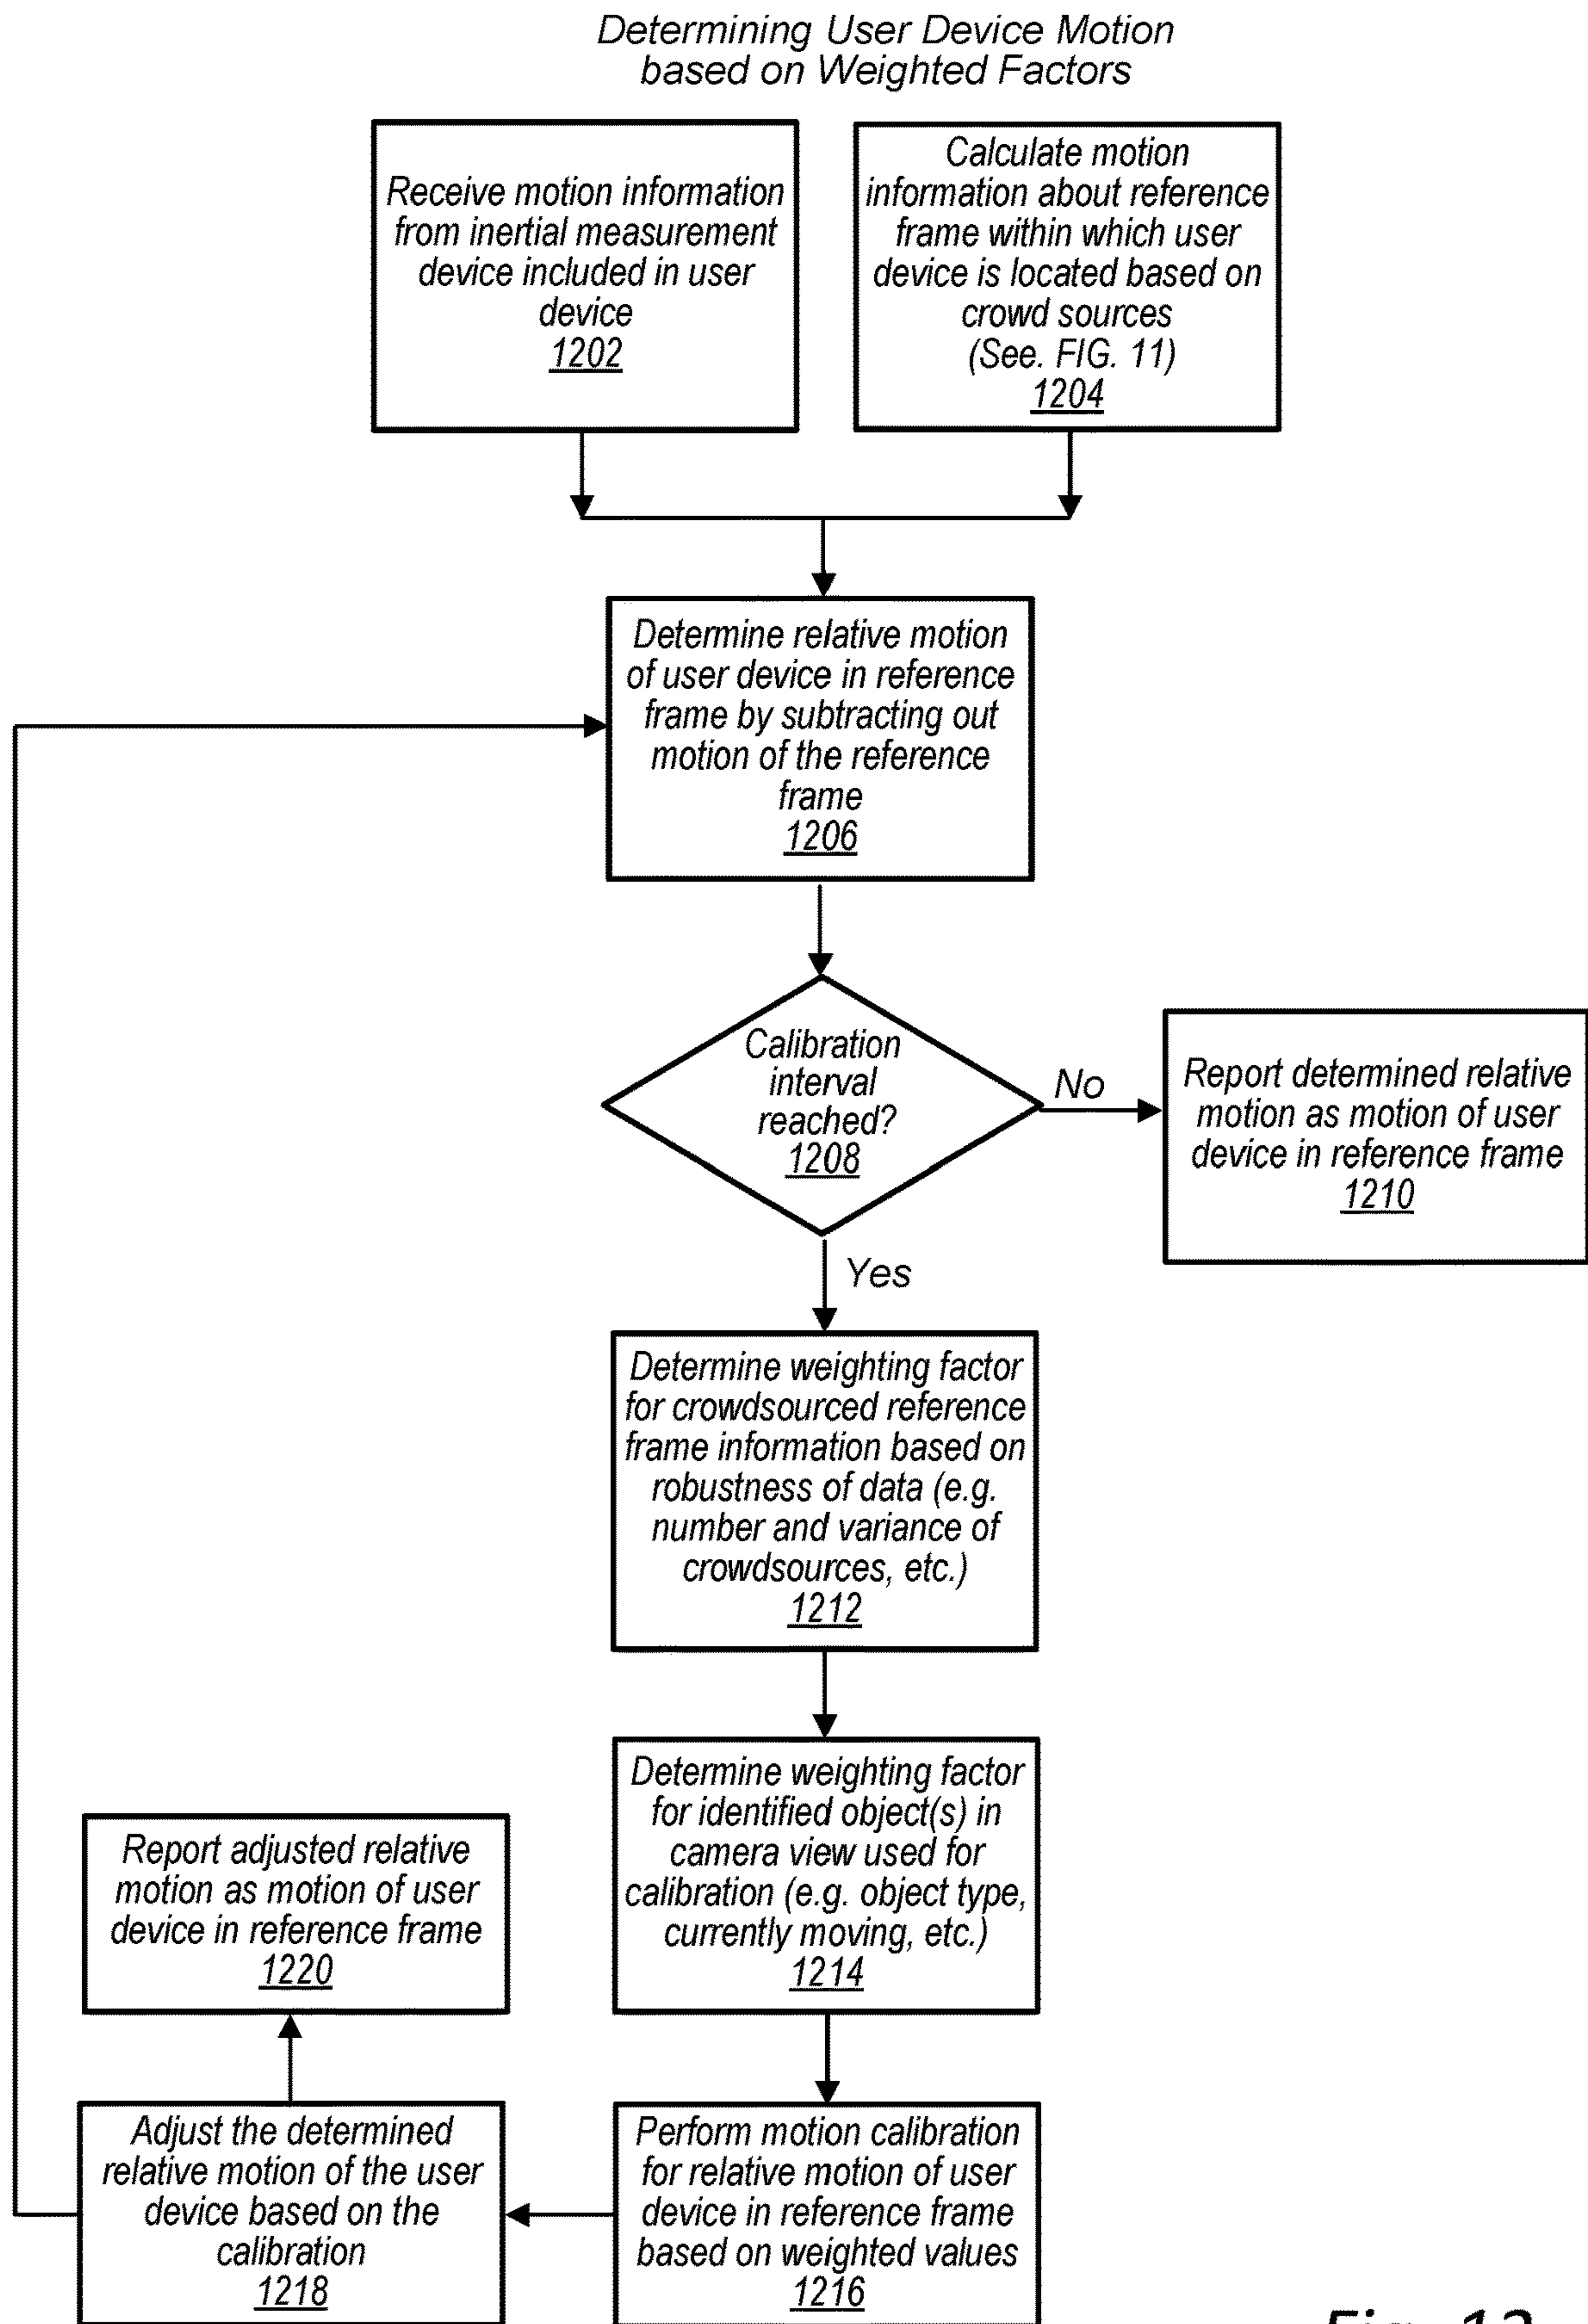 Determining User Device Motion
based on Weighted Factors
Receive motion information
from inertial measurement
device included in user
device
1202
Calculate motion
information about reference
frame within which user
device is located based on
crowd sources
(See. FIG. 11)
1204
Determine relative motion
of user device in reference
frame by subtracting out
motion of the reference
frame
1206
Calibration
interval
reached?
1208
No
Report determined relative
motion as motion of user
device in reference frame
1210
Yes
Determine weighting factor
for crowdsourced reference
frame information based on
robustness of data (e.g.
number and variance of
crowdsources, etc.)
1212
Determine weighting factor
for identified object(s) in
camera view used for
calibration (e.g. object type,
currently moving, etc.)
1214
Report adjusted relative
motion as motion of user
device in reference frame
1220
Adjust the determined
relative motion of the user
device based on the
calibration
1218
Perform motion calibration
for relative motion of user
device in reference frame
based on weighted values
1216
Fig. 12